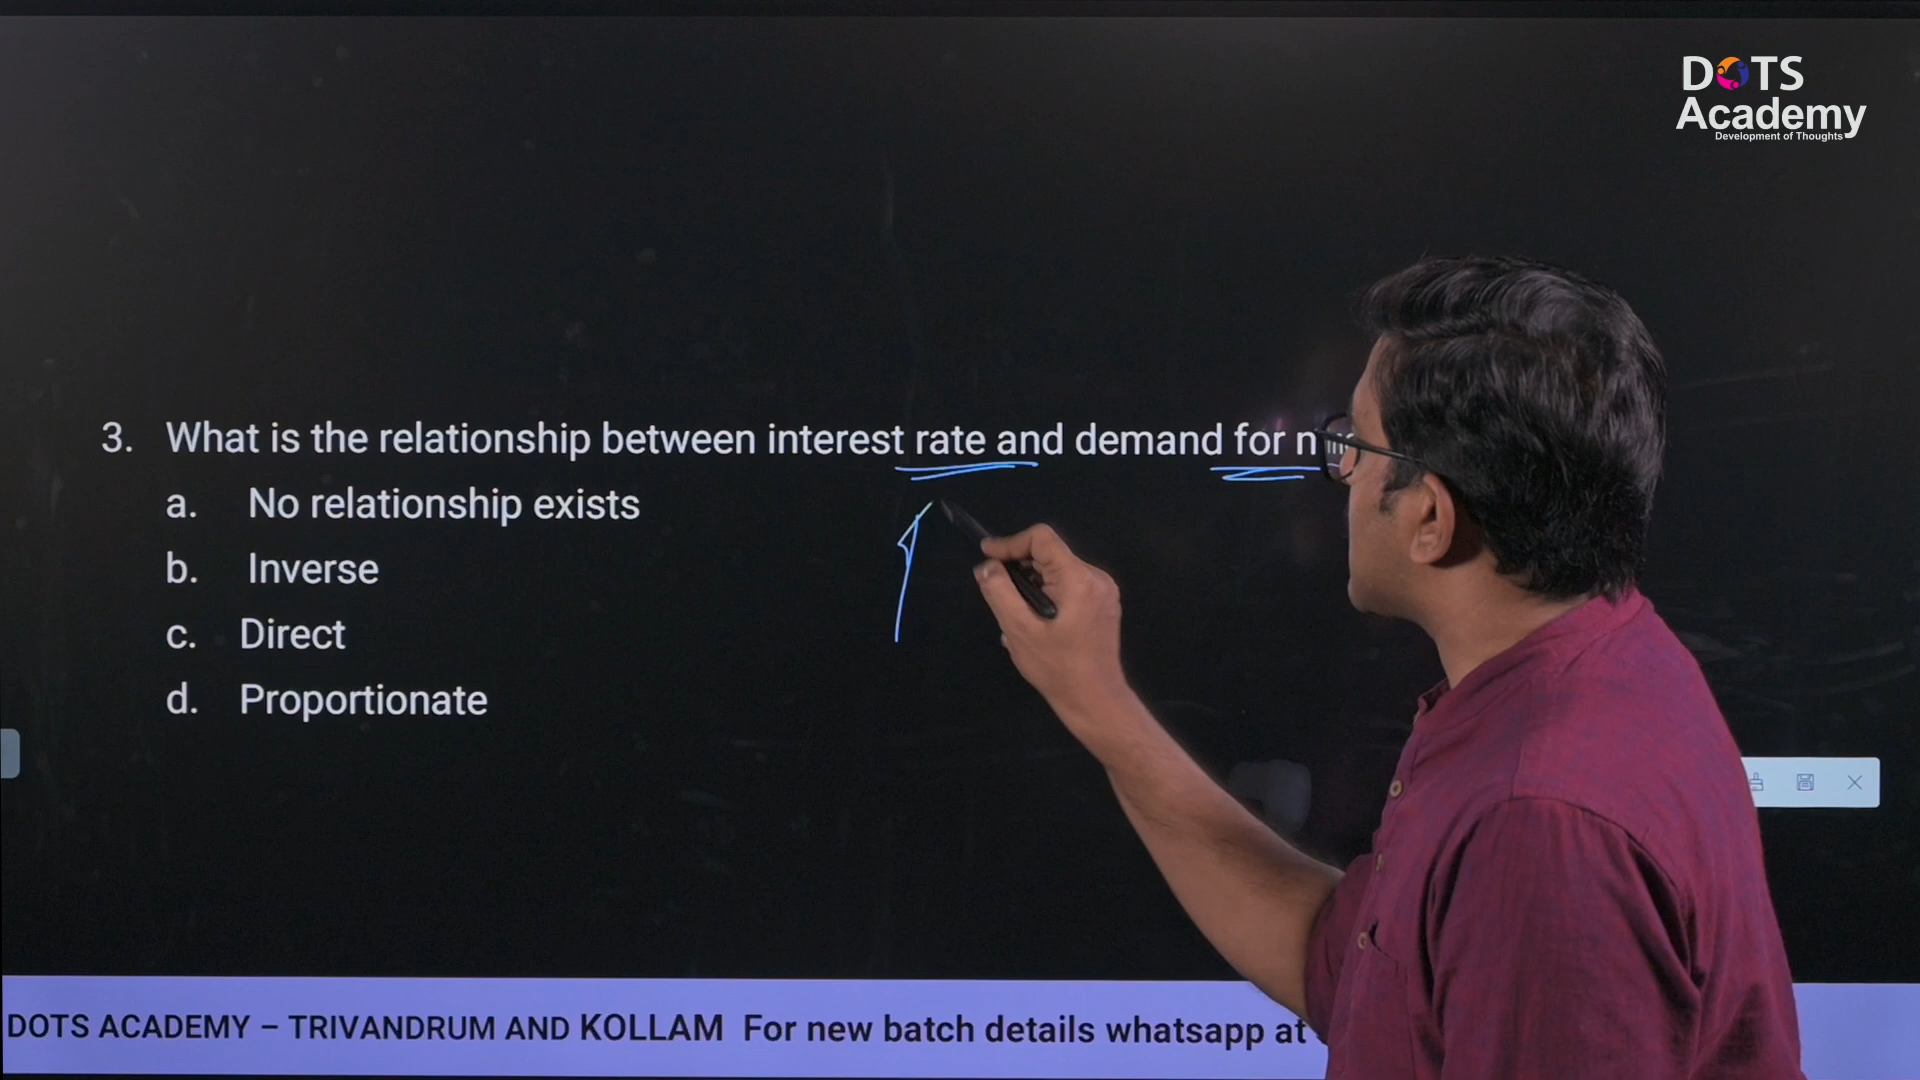 DOTS
Academy
Development of Thoughts
3. What is the relationship between interest rate and demand for
a. No relationship exists
b. Inverse
c. Direct
d. Proportionate
DOTS ACADEMY – TRIVANDRUM AND KOLLAM For new batch details whatsapp at